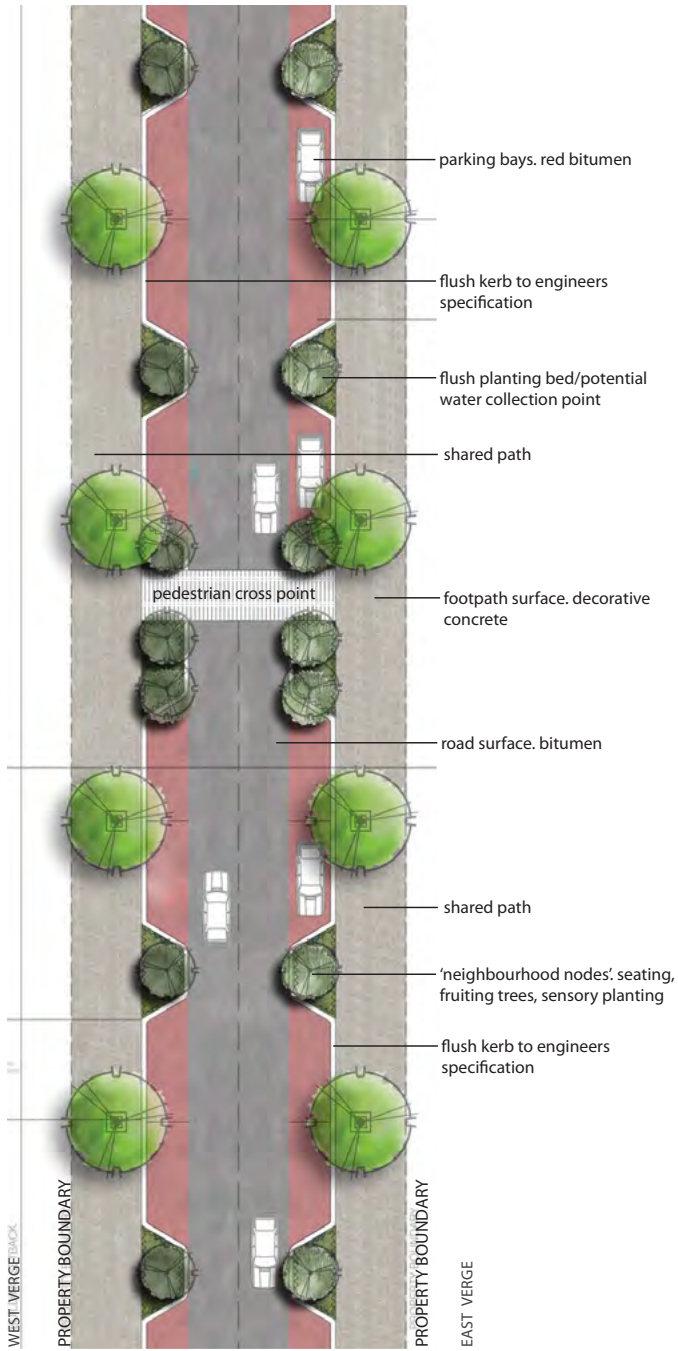 parking bays. red bitumen
flush kerb to engineers
specification
flush planting bed/potential
water collection point
shared path
pedestrian cross point
footpath surface. decorative
concrete
road surface. bitumen
shared path
‘neighbourhood nodes’. seating,
fruiting trees, sensory planting
flush kerb to engineers
specification
WEST VERGE
BACK
PROPERTY BOUNDARY
PROPERTY BOUNDARY
EAST VERGE